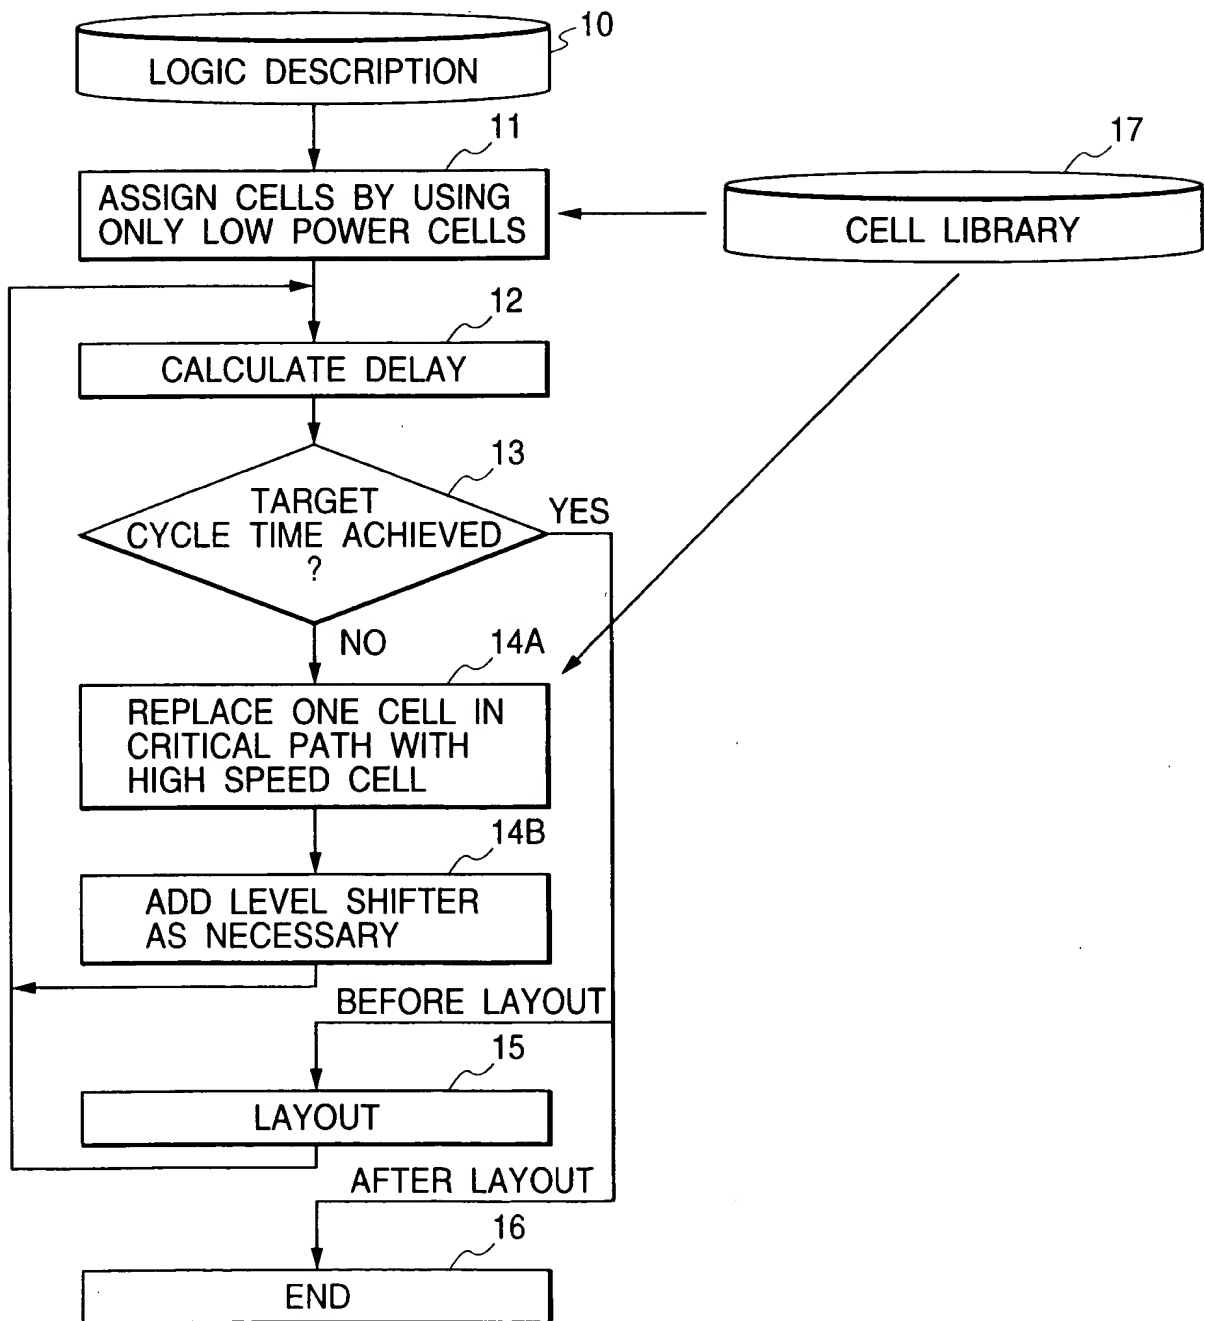 10
LOGIC DESCRIPTION
11
17
ASSIGN CELLS BY USING
ONLY LOW POWER CELLS
CELL LIBRARY
12
CALCULATE DELAY
13
TARGET
CYCLE TIME ACHIEVED
?
YES
NO
14A
REPLACE ONE CELL IN
CRITICAL PATH WITH
HIGH SPEED CELL
14B
ADD LEVEL SHIFTER
AS NECESSARY
BEFORE LAYOUT
15
LAYOUT
AFTER LAYOUT
16
END